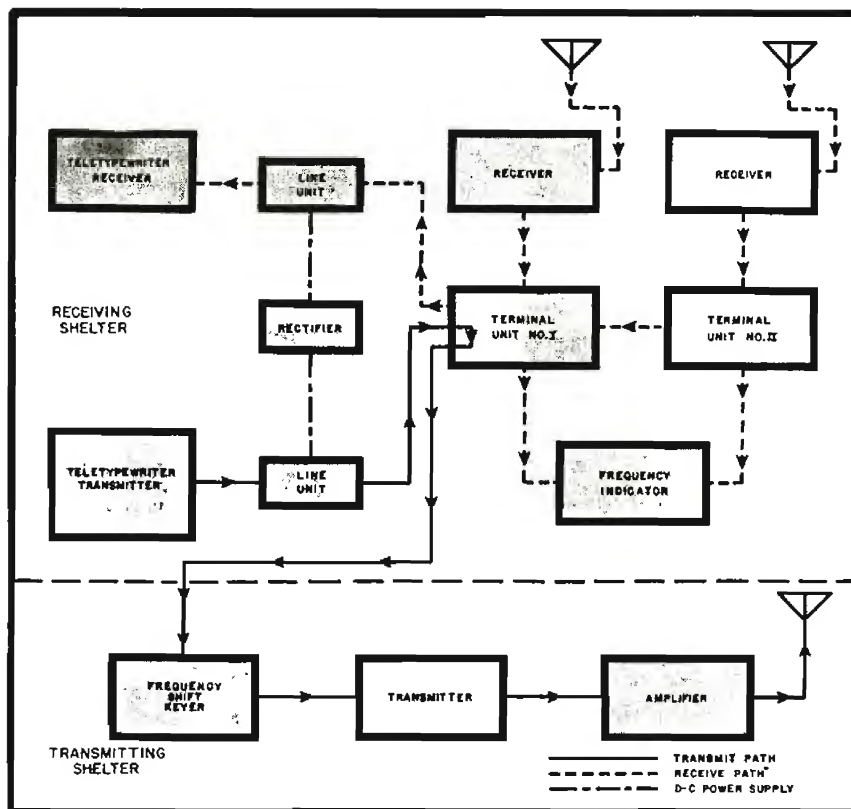 TELETYPEWRITER
RECEIVER
LINE
UNIT
RECEIVER
RECEIVER
RECEIVING
SHELTER
RECTIFIER
TERMINAL
UNIT NO. I
TERMINAL
UNIT NO. II
TELETYPEWRITER
TRANSMITTER
LINE
UNIT
FREQUENCY
INDICATOR
FREQUENCY
SHIFT
KEYER
TRANSMITTER
AMPLIFIER
TRANSMITTING
SHELTER
TRANSMIT PATH
RECEIVE PATH
D-C POWER SUPPLY